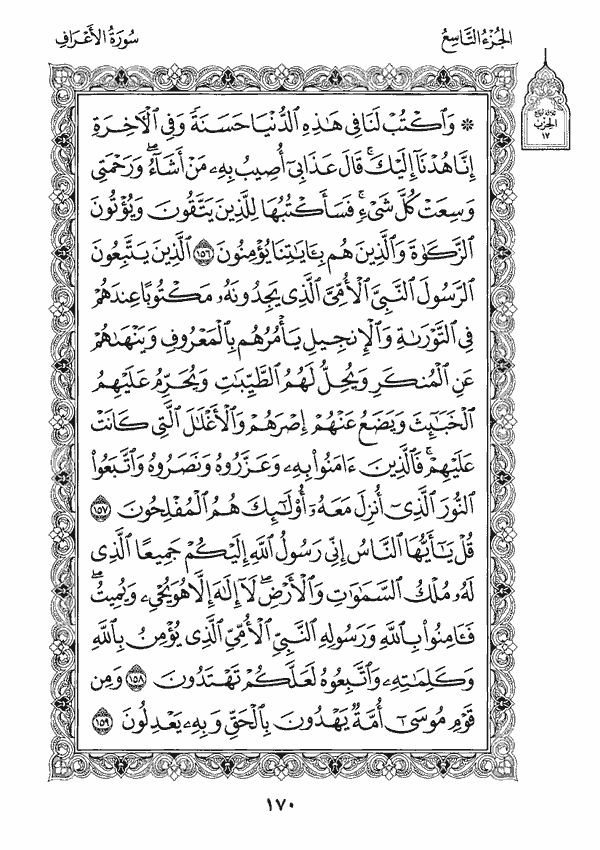 الجُزْءُ التَّاسِعُ
سُورَةُ الأَعْرَافِ
ثلاثة أرباع
الحزب
١٧
۞ وَٱكْتُبْ لَنَا فِى هَـٰذِهِ ٱلدُّنْيَا حَسَنَةً وَفِى ٱلْـَٔاخِرَةِ
إِنَّا هُدْنَآ إِلَيْكَ ۚ قَالَ عَذَابِىٓ أُصِيبُ بِهِۦ مَنْ أَشَآءُ ۖ وَرَحْمَتِى
وَسِعَتْ كُلَّ شَىْءٍ ۚ فَسَأَكْتُبُهَا لِلَّذِينَ يَتَّقُونَ وَيُؤْتُونَ
ٱلزَّكَوٰةَ وَٱلَّذِينَ هُم بِـَٔايَـٰتِنَا يُؤْمِنُونَ ١٥٦ ٱلَّذِينَ يَتَّبِعُونَ
ٱلرَّسُولَ ٱلنَّبِىَّ ٱلْأُمِّىَّ ٱلَّذِى يَجِدُونَهُۥ مَكْتُوبًا عِندَهُمْ
فِى ٱلتَّوْرَىٰةِ وَٱلْإِنجِيلِ يَأْمُرُهُم بِٱلْمَعْرُوفِ وَيَنْهَىٰهُمْ
عَنِ ٱلْمُنكَرِ وَيُحِلُّ لَهُمُ ٱلطَّيِّبَـٰتِ وَيُحَرِّمُ عَلَيْهِمُ
ٱلْخَبَـٰٓئِثَ وَيَضَعُ عَنْهُمْ إِصْرَهُمْ وَٱلْأَغْلَـٰلَ ٱلَّتِى كَانَتْ
عَلَيْهِمْ ۚ فَٱلَّذِينَ ءَامَنُوا۟ بِهِۦ وَعَزَّرُوهُ وَنَصَرُوهُ وَٱتَّبَعُوا۟
ٱلنُّورَ ٱلَّذِىٓ أُنزِلَ مَعَهُۥٓ ۙ أُو۟لَـٰٓئِكَ هُمُ ٱلْمُفْلِحُونَ ١٥٧
قُلْ يَـٰٓأَيُّهَا ٱلنَّاسُ إِنِّى رَسُولُ ٱللَّهِ إِلَيْكُمْ جَمِيعًا ٱلَّذِى
لَهُۥ مُلْكُ ٱلسَّمَـٰوَٰتِ وَٱلْأَرْضِ ۖ لَآ إِلَـٰهَ إِلَّا هُوَ يُحْىِۦ وَيُمِيتُ ۖ
فَـَٔامِنُوا۟ بِٱللَّهِ وَرَسُولِهِ ٱلنَّبِىِّ ٱلْأُمِّىِّ ٱلَّذِى يُؤْمِنُ بِٱللَّهِ
وَكَلِمَـٰتِهِۦ وَٱتَّبِعُوهُ لَعَلَّكُمْ تَهْتَدُونَ ١٥٨ وَمِن
قَوْمِ مُوسَىٰٓ أُمَّةٌ يَهْدُونَ بِٱلْحَقِّ وَبِهِۦ يَعْدِلُونَ ١٥٩
١٧٠